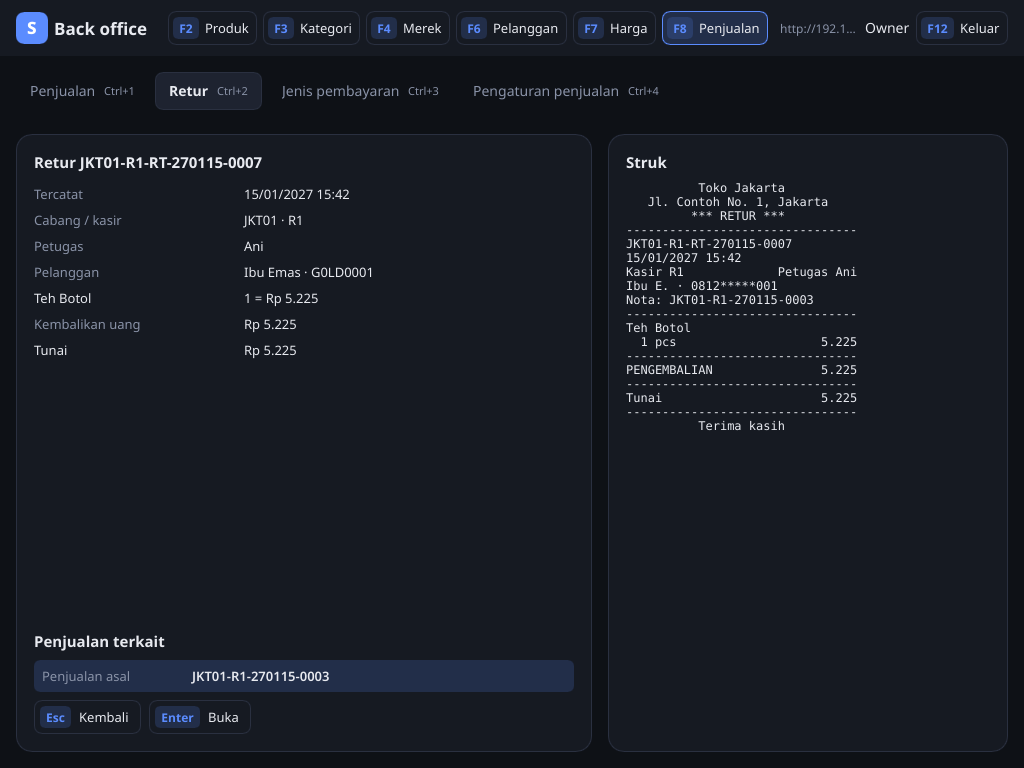 S Back office F2 Produk F3 Kategori F4 Merek F6 Pelanggan F7 Harga F8 Penjualan http://192.1... Owner F12 Keluar
Penjualan Ctrl+1 Retur Ctrl+2 Jenis pembayaran Ctrl+3 Pengaturan penjualan Ctrl+4
Retur JKT01-R1-RT-270115-0007
Tercatat 15/01/2027 15:42
Cabang / kasir JKT01 · R1
Petugas Ani
Pelanggan Ibu Emas · G0LD0001
Teh Botol 1 = Rp 5.225
Kembalikan uang Rp 5.225
Tunai Rp 5.225
Penjualan terkait
Penjualan asal JKT01-R1-270115-0003
Esc Kembali Enter Buka
Struk
Toko Jakarta
Jl. Contoh No. 1, Jakarta
*** RETUR ***
--------------------------------
JKT01-R1-RT-270115-0007
15/01/2027 15:42
Kasir R1 Petugas Ani
Ibu E. · 0812*****001
Nota: JKT01-R1-270115-0003
--------------------------------
Teh Botol
1 pcs 5.225
--------------------------------
PENGEMBALIAN 5.225
--------------------------------
Tunai 5.225
--------------------------------
Terima kasih